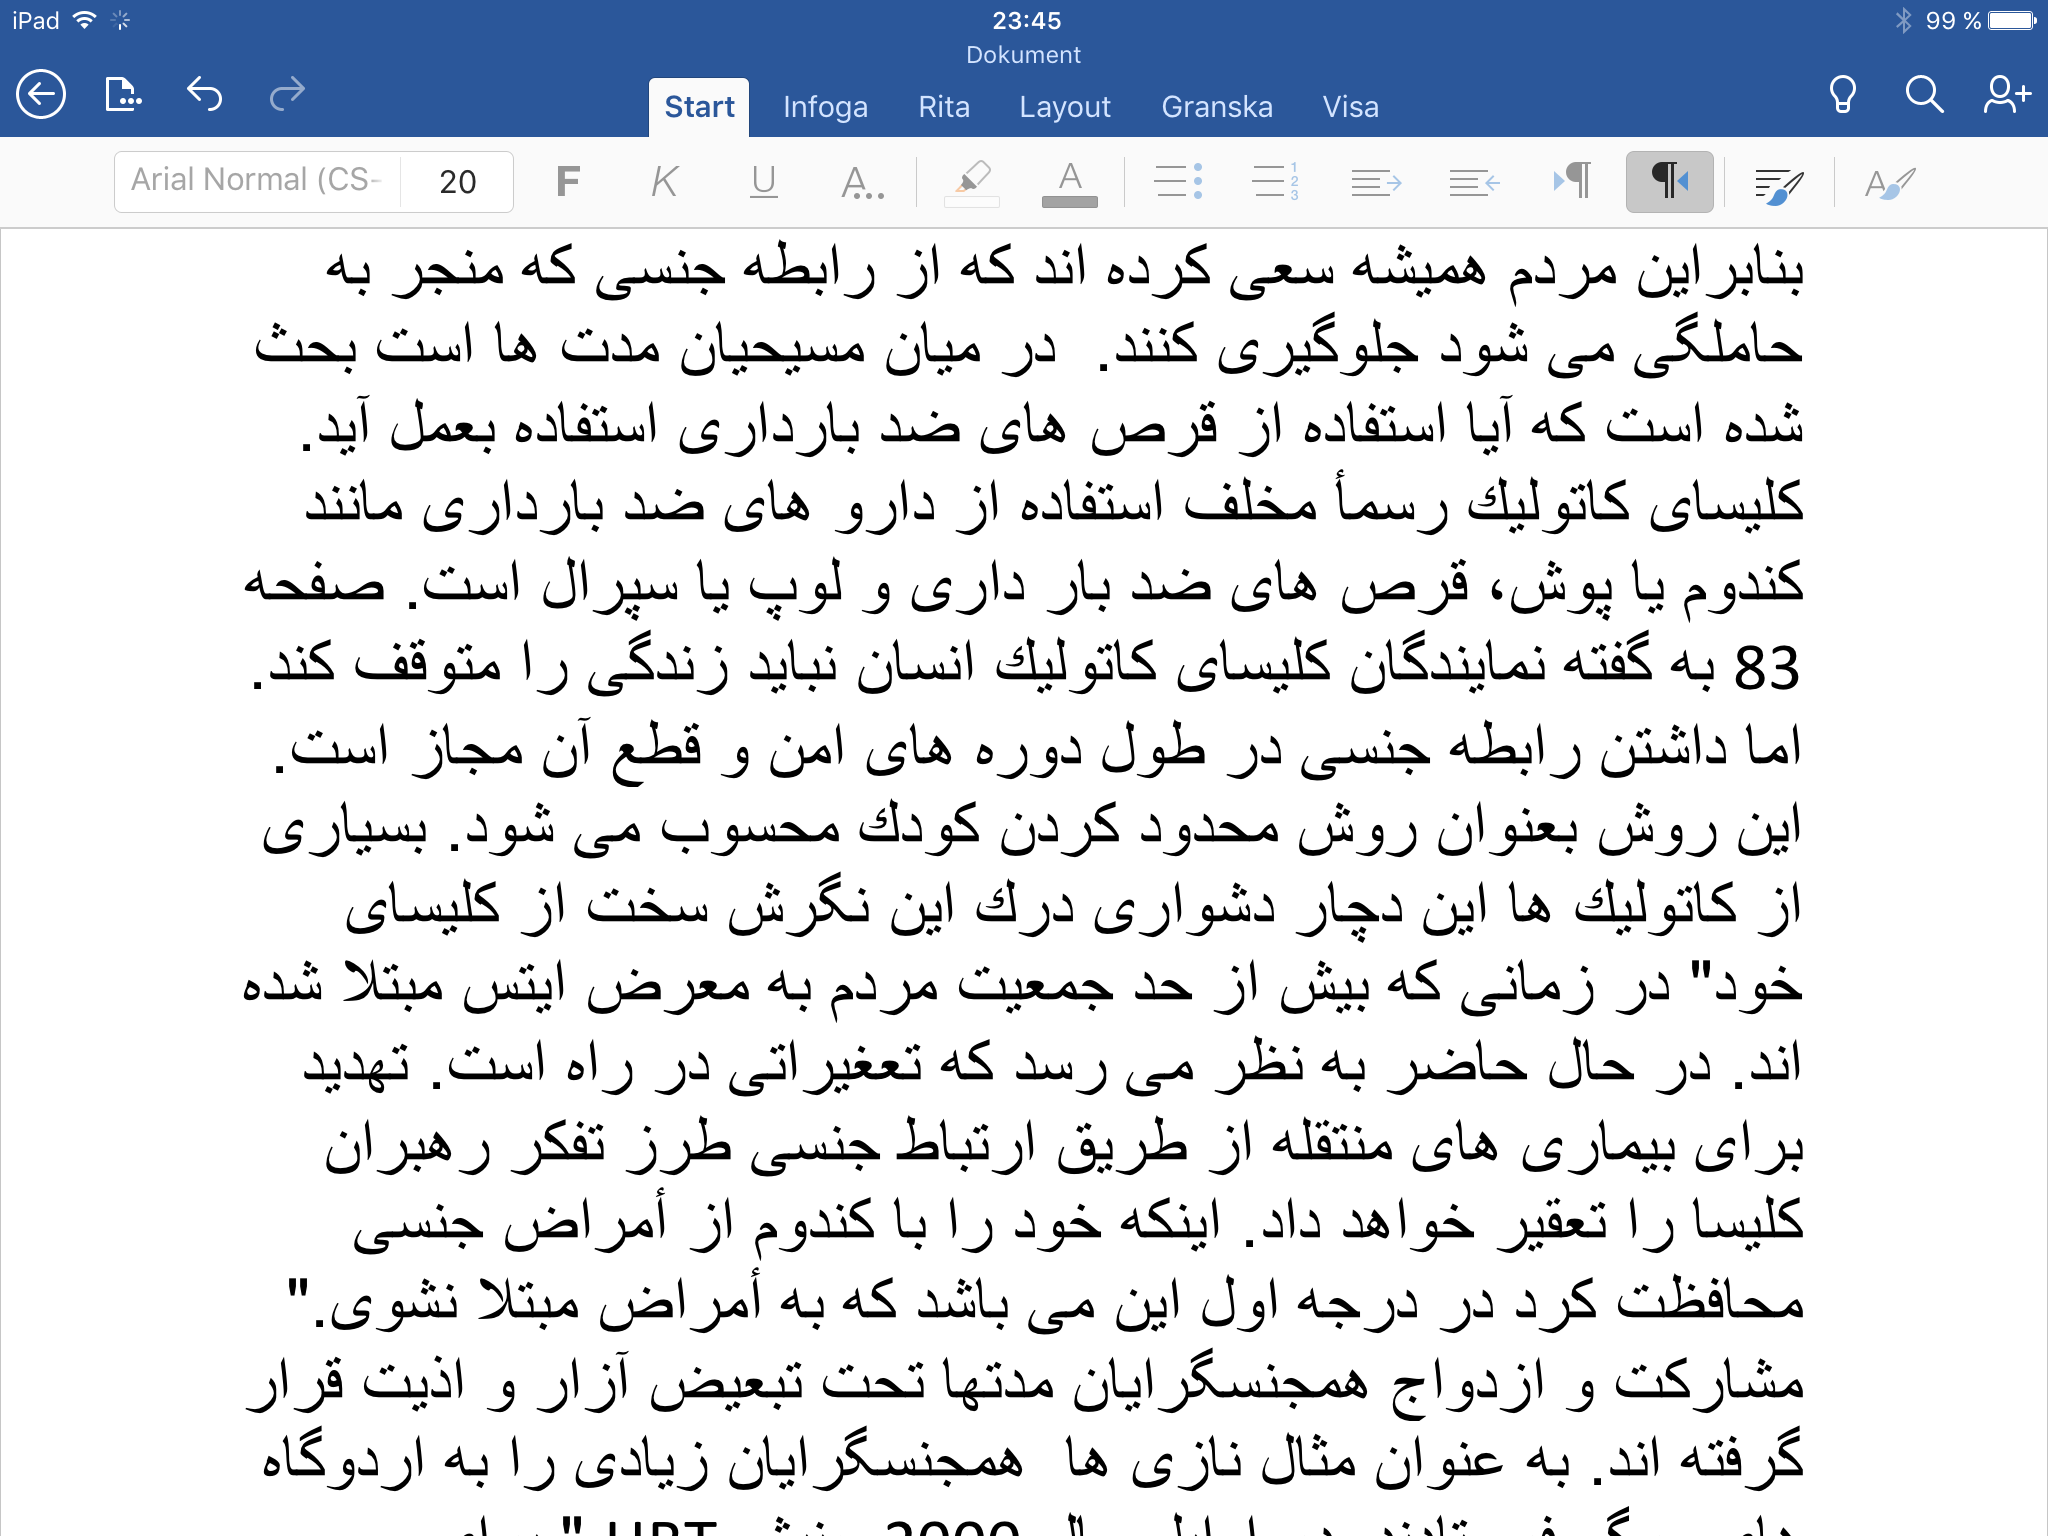 iPad 23:45 99 %
Dokument
Start Infoga Rita Layout Granska Visa
Arial Normal (CS- 20 F K U A... A 1 2 3 A
بنابراین مردم همیشه سعی کرده اند که از رابطه جنسی که منجر به
حاملگی می شود جلوگیری کنند. در میان مسیحیان مدت ها است بحث
شده است که آیا استفاده از قرص های ضد بارداری استفاده بعمل آید.
کلیسای کاتولیك رسمأ مخلف استفاده از دارو های ضد بارداری مانند
کندوم یا پوش، قرص های ضد بار داری و لوپ یا سپرال است. صفحه
83 به گفته نمایندگان کلیسای کاتولیك انسان نباید زندگی را متوقف کند.
اما داشتن رابطه جنسی در طول دوره های امن و قطع آن مجاز است.
این روش بعنوان روش محدود کردن کودك محسوب می شود. بسیاری
از کاتولیك ها این دچار دشواری درك این نگرش سخت از کلیسای
خود" در زمانی که بیش از حد جمعیت مردم به معرض ایتس مبتلا شده
اند. در حال حاضر به نظر می رسد که تعغیراتی در راه است. تهدید
برای بیماری های منتقله از طریق ارتباط جنسی طرز تفکر رهبران
کلیسا را تعقیر خواهد داد. اینکه خود را با کندوم از أمراض جنسی
محافظت کرد در درجه اول این می باشد که به أمراض مبتلا نشوی."
مشارکت و ازدواج همجنسگرایان مدتها تحت تبعیض آزار و اذیت قرار
گرفته اند. به عنوان مثال نازی ها همجنسگرایان زیادی را به اردوگاه